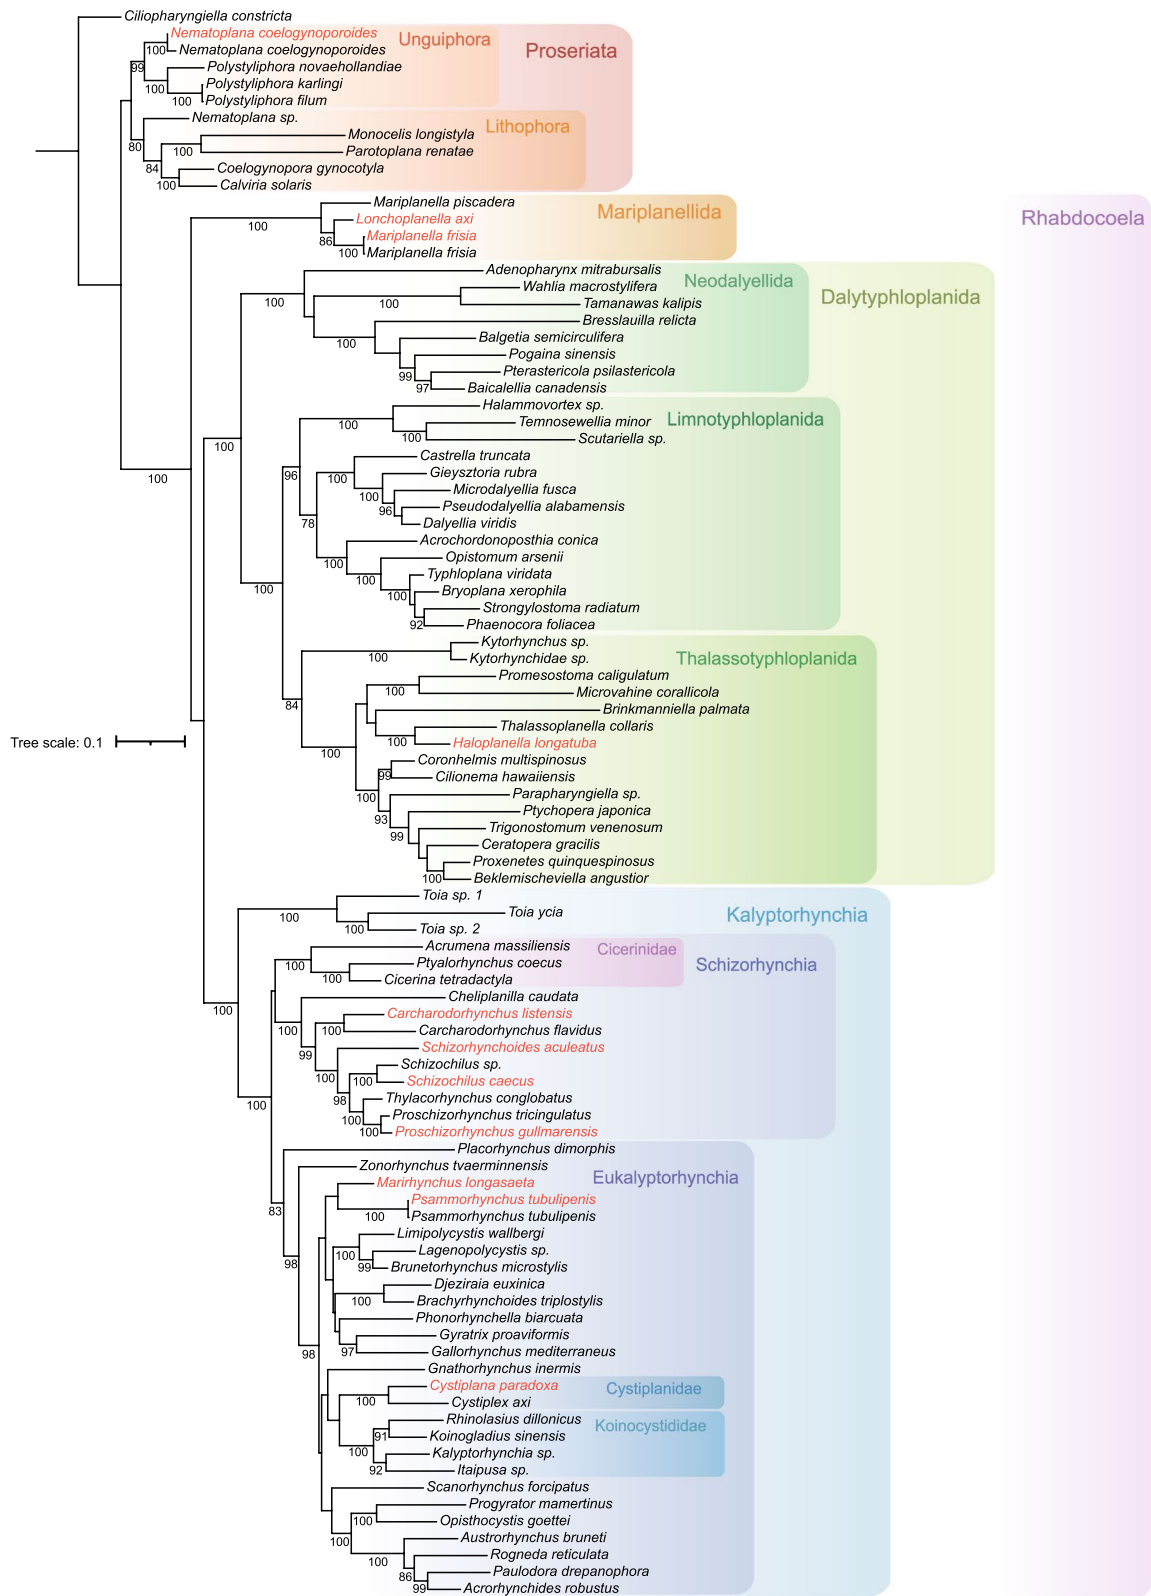 Ciliopharyngiella constricta
Nematoplana coelogynoporoides
Unguiphora
Proseriata
100
Nematoplana coelogynoporoides
99
Polystyliphora novaehollandiae
100
Polystyliphora karlingi
100
Polystyliphora filum
Nematoplana sp.
Lithophora
Monocelis longistyla
80
100
Parotoplana renatae
84
Coelogynopora gynocotyla
100
Calviria solaris
Mariplanella piscadera
Mariplanellida
Rhabdocoela
100
Lonchoplanella axi
86
Mariplanella frisia
100
Mariplanella frisia
Adenopharynx mitrabursalis
Neodalyellida
Dalytyphloplanida
100
Wahlia macrostylifera
100
Tamanawas kalipis
Bresslauilla relicta
100
Balgetia semicirculifera
Pogaina sinensis
99
Pterastericola psilastericola
97
Baicalellia canadensis
Halammovortex sp.
Limnotyphloplanida
100
Temnosewellia minor
100
Scutariella sp.
100
Castrella truncata
96
100
Gieysztoria rubra
100
Microdalyellia fusca
100
96
Pseudodalyellia alabamensis
78
Dalyellia viridis
Acrochordonoposthia conica
100
Opistomum arsenii
100
Typhloplana viridata
100
100
Bryoplana xerophila
Strongylostoma radiatum
92
Phaenocora foliacea
Kytorhynchus sp.
100
Kytorhynchidae sp.
Thalassotyphloplanida
Promesostoma caligulatum
100
Microvahine corallicola
84
Brinkmanniella palmata
Thalassoplanella collaris
100
Haloplanella longatuba
Tree scale: 0.1
100
Coronhelmis multispinosus
99
Cilionema hawaiiensis
100
Parapharyngiella sp.
93
Ptychopera japonica
99
Trigonostomum venenosum
Ceratopera gracilis
Proxenetes quinquespinosus
100
Beklemischeviella angustior
Toia sp. 1
Kalyptorhynchia
100
Toia ycia
100
Toia sp. 2
Acrumena massiliensis
Cicerinidae
Schizorhynchia
100
Ptyalorhynchus coecus
100
Cicerina tetradactyla
Cheliplanilla caudata
100
Carcharodorhynchus listensis
100
100
Carcharodorhynchus flavidus
99
Schizorhynchoides aculeatus
100
Schizochilus sp.
100
Schizochilus caecus
98
Thylacorhynchus conglobatus
100
100
Proschizorhynchus tricingulatus
100
Proschizorhynchus gullmarensis
Placorhynchus dimorphis
Zonorhynchus tvaerminnensis
Eukalyptorhynchia
Marirhynchus longasaeta
83
Psammorhynchus tubulipenis
100
Psammorhynchus tubulipenis
Limipolycystis wallbergi
100
Lagenopolycystis sp.
98
99
Brunetorhynchus microstylis
Djeziraia euxinica
100
Brachyrhynchoides triplostylis
Phonorhynchella biarcuata
Gyratrix proaviformis
98
97
Gallorhynchus mediterraneus
Gnathorhynchus inermis
Cystiplana paradoxa
Cystiplanidae
100
Cystiplex axi
Rhinolasius dillonicus
Koinocystididae
91
Koinogladius sinensis
100
Kalyptorhynchia sp.
92
Itaipusa sp.
Scanorhynchus forcipatus
Progyrator mamertinus
100
Opisthocystis goettei
100
Austrorhynchus bruneti
100
Rogneda reticulata
86
Paulodora drepanophora
99
Acrorhynchides robustus